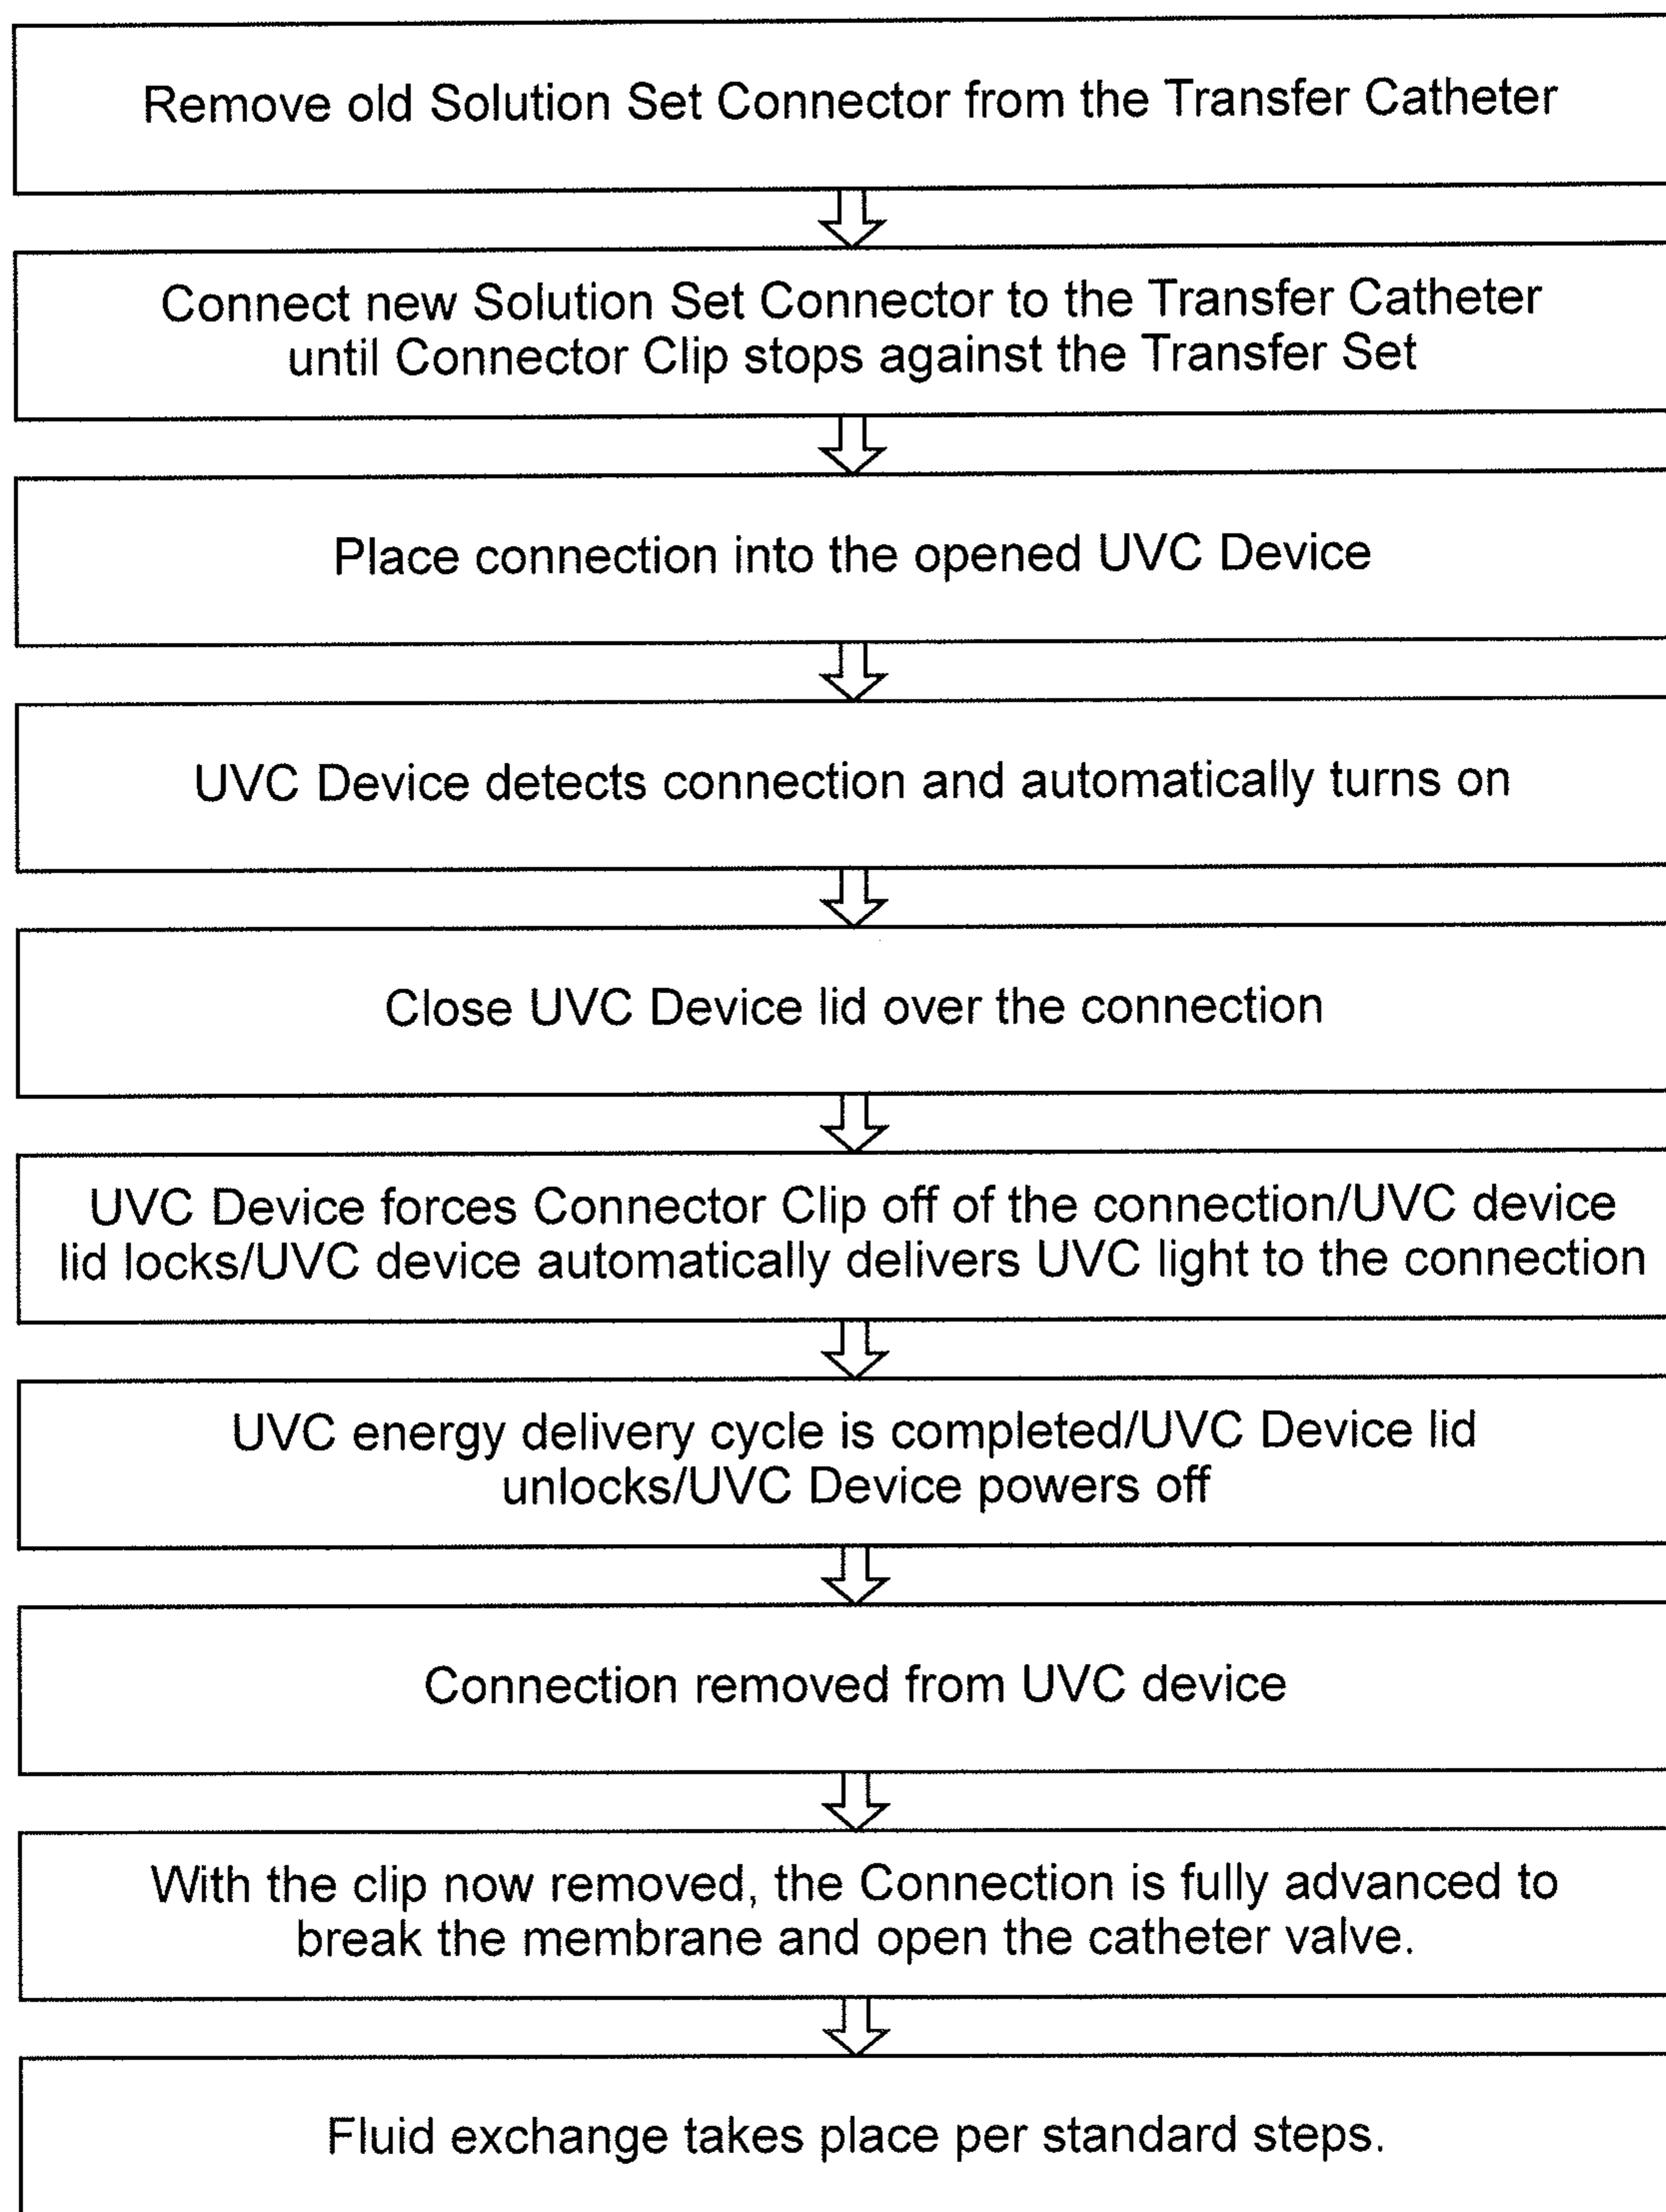 Remove old Solution Set Connector from the Transfer Catheter
Connect new Solution Set Connector to the Transfer Catheter
until Connector Clip stops against the Transfer Set
Place connection into the opened UVC Device
UVC Device detects connection and automatically turns on
Close UVC Device lid over the connection
UVC Device forces Connector Clip off of the connection/UVC device
lid locks/UVC device automatically delivers UVC light to the connection
UVC energy delivery cycle is completed/UVC Device lid
unlocks/UVC Device powers off
Connection removed from UVC device
With the clip now removed, the Connection is fully advanced to
break the membrane and open the catheter valve.
Fluid exchange takes place per standard steps.